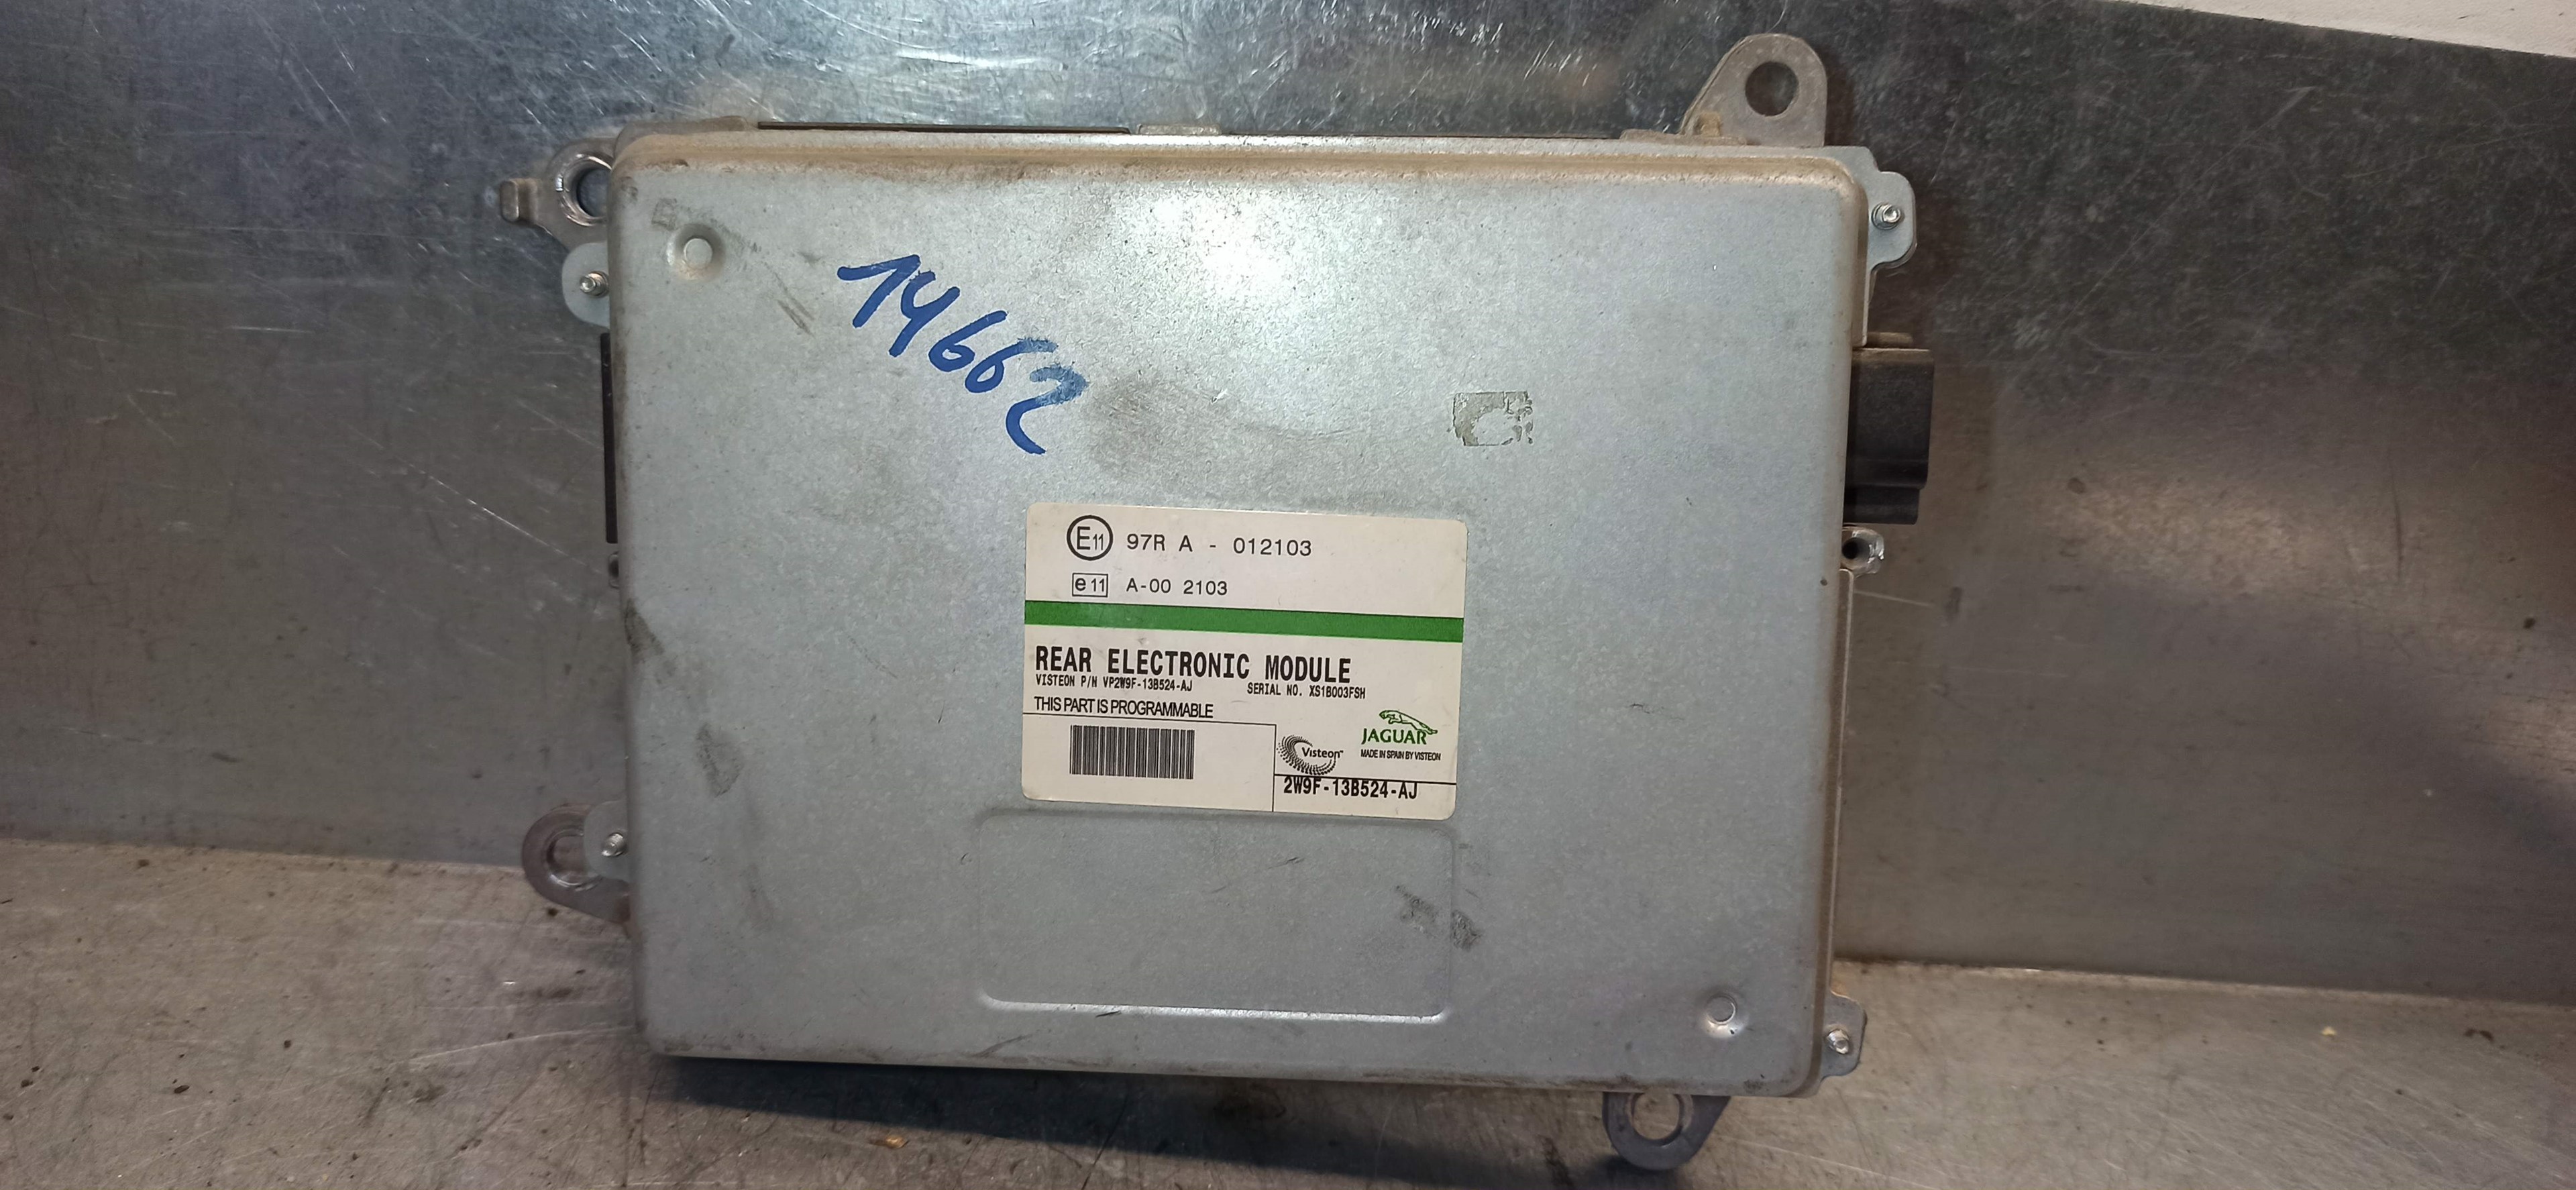 14662
E11 97R A - 012103
e11 A-00 2103
REAR ELECTRONIC MODULE
VISTEON P/N VP2W9F-13B524-AJ SERIAL NO. XS1B003FSH
THIS PART IS PROGRAMMABLE
Visteon
JAGUAR
MADE IN SPAIN BY VISTEON
2W9F-13B524-AJ